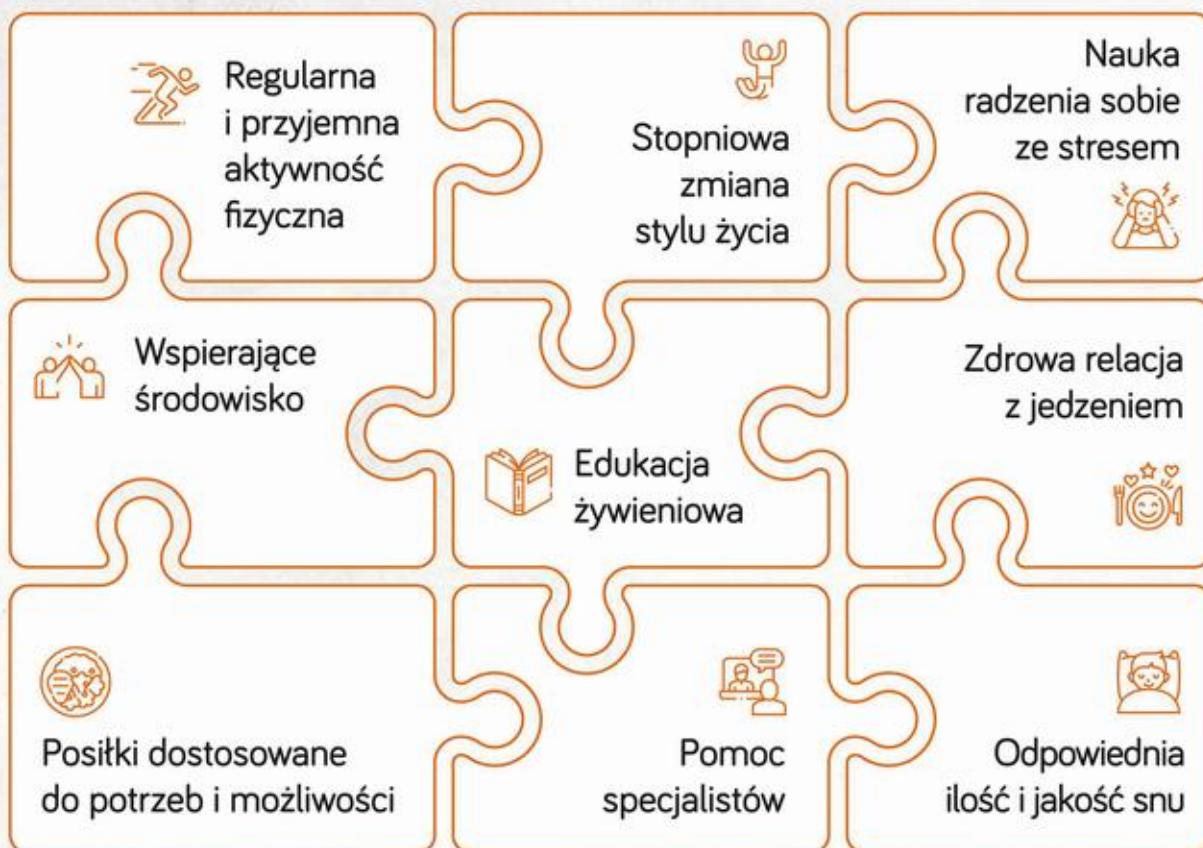 Regularna
i przyjemna
aktywność
fizyczna
Stopniowa
zmiana
stylu życia
Nauka
radzenia sobie
ze stresem
Wspierające
środowisko
Edukacja
żywieniowa
Zdrowa relacja
z jedzeniem
Posiłki dostosowane
do potrzeb i możliwości
Pomoc
specjalistów
Odpowiednia
ilość i jakość snu